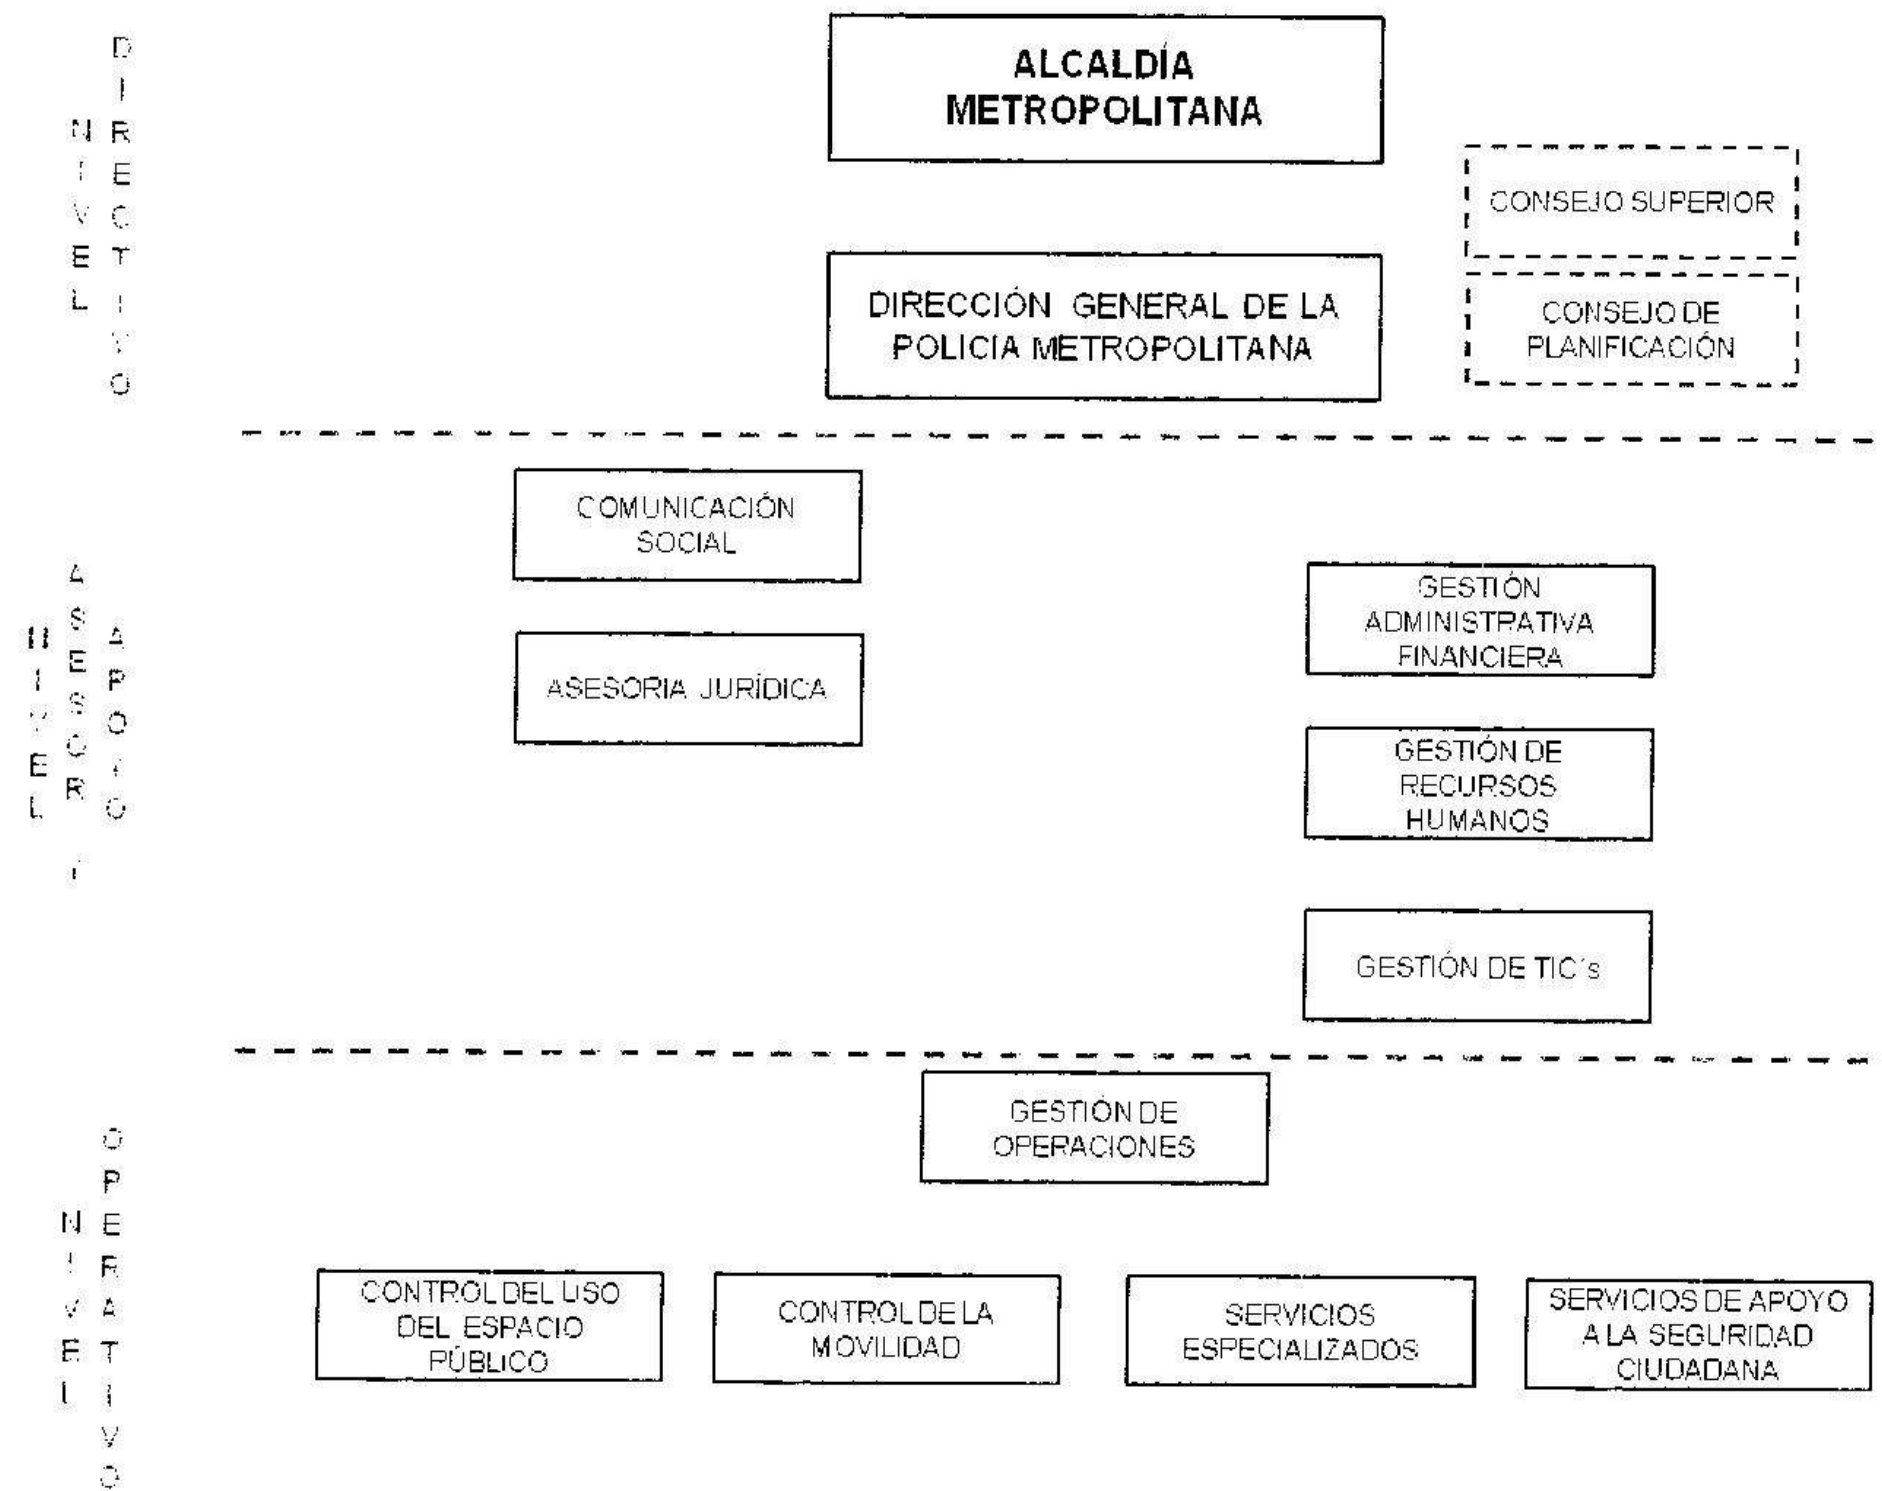 NIVEL
DIRECTIVO
ALCALDÍA
METROPOLITANA
CONSEJO SUPERIOR
DIRECCIÓN GENERAL DE LA
POLICÍA METROPOLITANA
CONSEJO DE
PLANIFICACIÓN
NIVEL
ASESOR Y
APOYO
COMUNICACIÓN
SOCIAL
ASESORIA JURÍDICA
GESTIÓN
ADMINISTRATIVA
FINANCIERA
GESTIÓN DE
RECURSOS
HUMANOS
GESTIÓN DE TIC´s
NIVEL
OPERATIVO
GESTIÓN DE
OPERACIONES
CONTROL DEL USO
DEL ESPACIO
PÚBLICO
CONTROL DE LA
MOVILIDAD
SERVICIOS
ESPECIALIZADOS
SERVICIOS DE APOYO
A LA SEGURIDAD
CIUDADANA